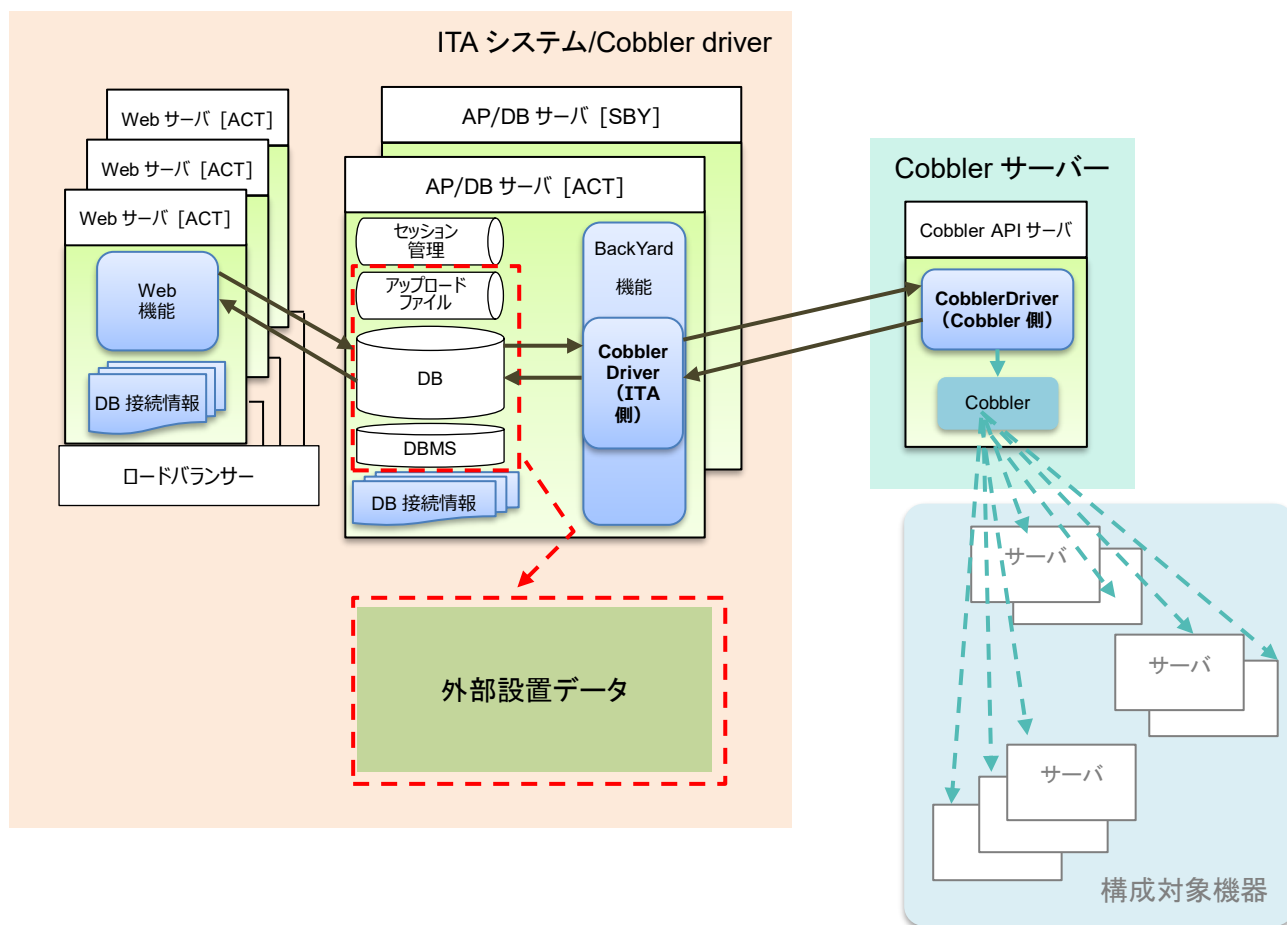 ITA システム/Cobbler driver
Web サーバ [ACT]
Web サーバ [ACT]
Web サーバ [ACT]
Web
機能
DB 接続情報
ロードバランサー
AP/DB サーバ [SBY]
AP/DB サーバ [ACT]
セッション
管理
アップロード
ファイル
DB
DBMS
DB 接続情報
BackYard
機能
Cobbler
Driver
（ITA
側）
外部設置データ
Cobbler サーバー
Cobbler API サーバ
CobblerDriver
（Cobbler 側）
Cobbler
サーバ
サーバ
サーバ
構成対象機器